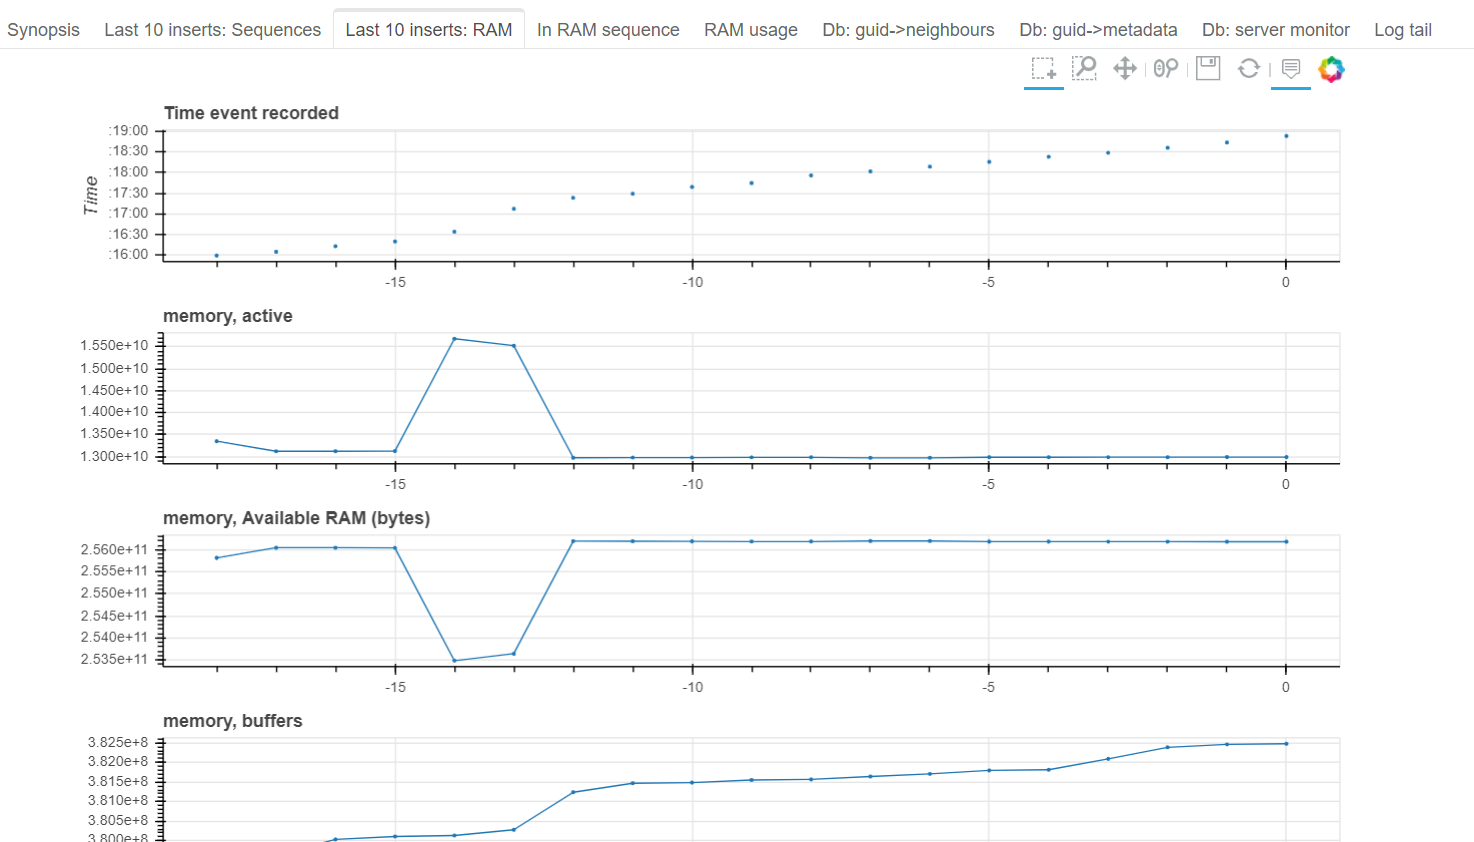 Synopsis Last 10 inserts: Sequences Last 10 inserts: RAM In RAM sequence RAM usage Db: guid->neighbours Db: guid->metadata Db: server monitor Log tail
Time event recorded
Time
:19:00
:18:30
:18:00
:17:30
:17:00
:16:30
:16:00
-15 -10 -5 0
memory, active
1.550e+10
1.500e+10
1.450e+10
1.400e+10
1.350e+10
1.300e+10
-15 -10 -5 0
memory, Available RAM (bytes)
2.560e+11
2.555e+11
2.550e+11
2.545e+11
2.540e+11
2.535e+11
-15 -10 -5 0
memory, buffers
3.825e+8
3.820e+8
3.815e+8
3.810e+8
3.805e+8
3.800e+8